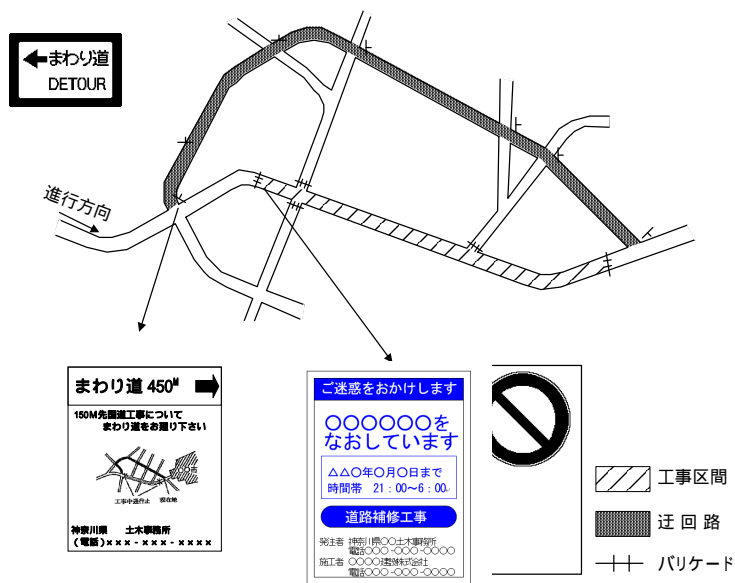 まわり道
DETOUR
進行方向
まわり道 450M
150M先国道工事について
まわり道をお廻り下さい
工事中通行止
現在地
神奈川県　土木事務所
(電話)×××-×××-××××
ご迷惑をおかけします
〇〇〇〇〇〇を
なおしています
△△〇年〇月〇日まで
時間帯　21：00～6：00
道路補修工事
発注者　神奈川県〇〇土木事務所
電話〇〇〇-〇〇〇-〇〇〇〇
施工者　〇〇〇〇建設株式会社
電話〇〇〇-〇〇〇-〇〇〇〇
工事区間
迂回路
バリケード